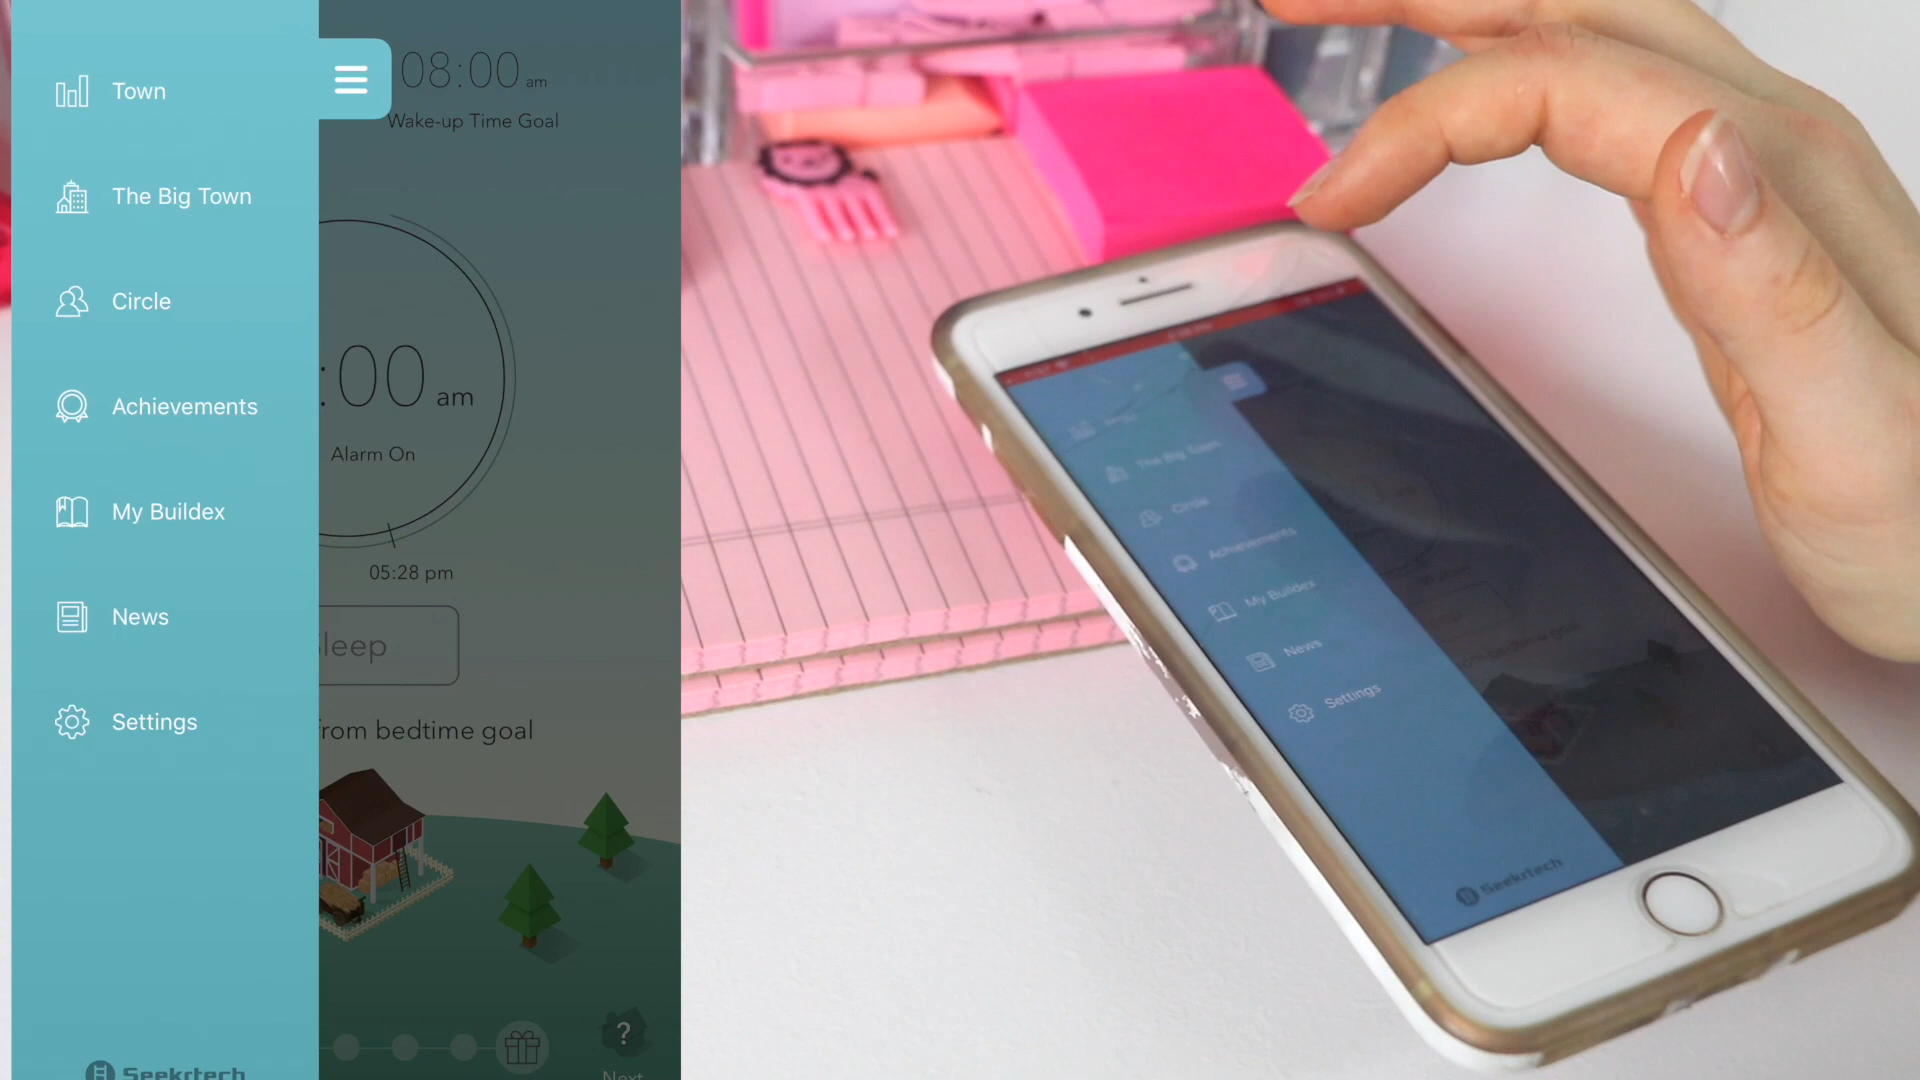 Town
The Big Town
Circle
Achievements
My Buildex
News
Settings
Seekrtech
08:00 am
Wake-up Time Goal
:00 am
Alarm On
05:28 pm
leep
rom bedtime goal
?
Next
The Big Town
Circle
Achievements
My Buildex
News
Settings
Seekrtech